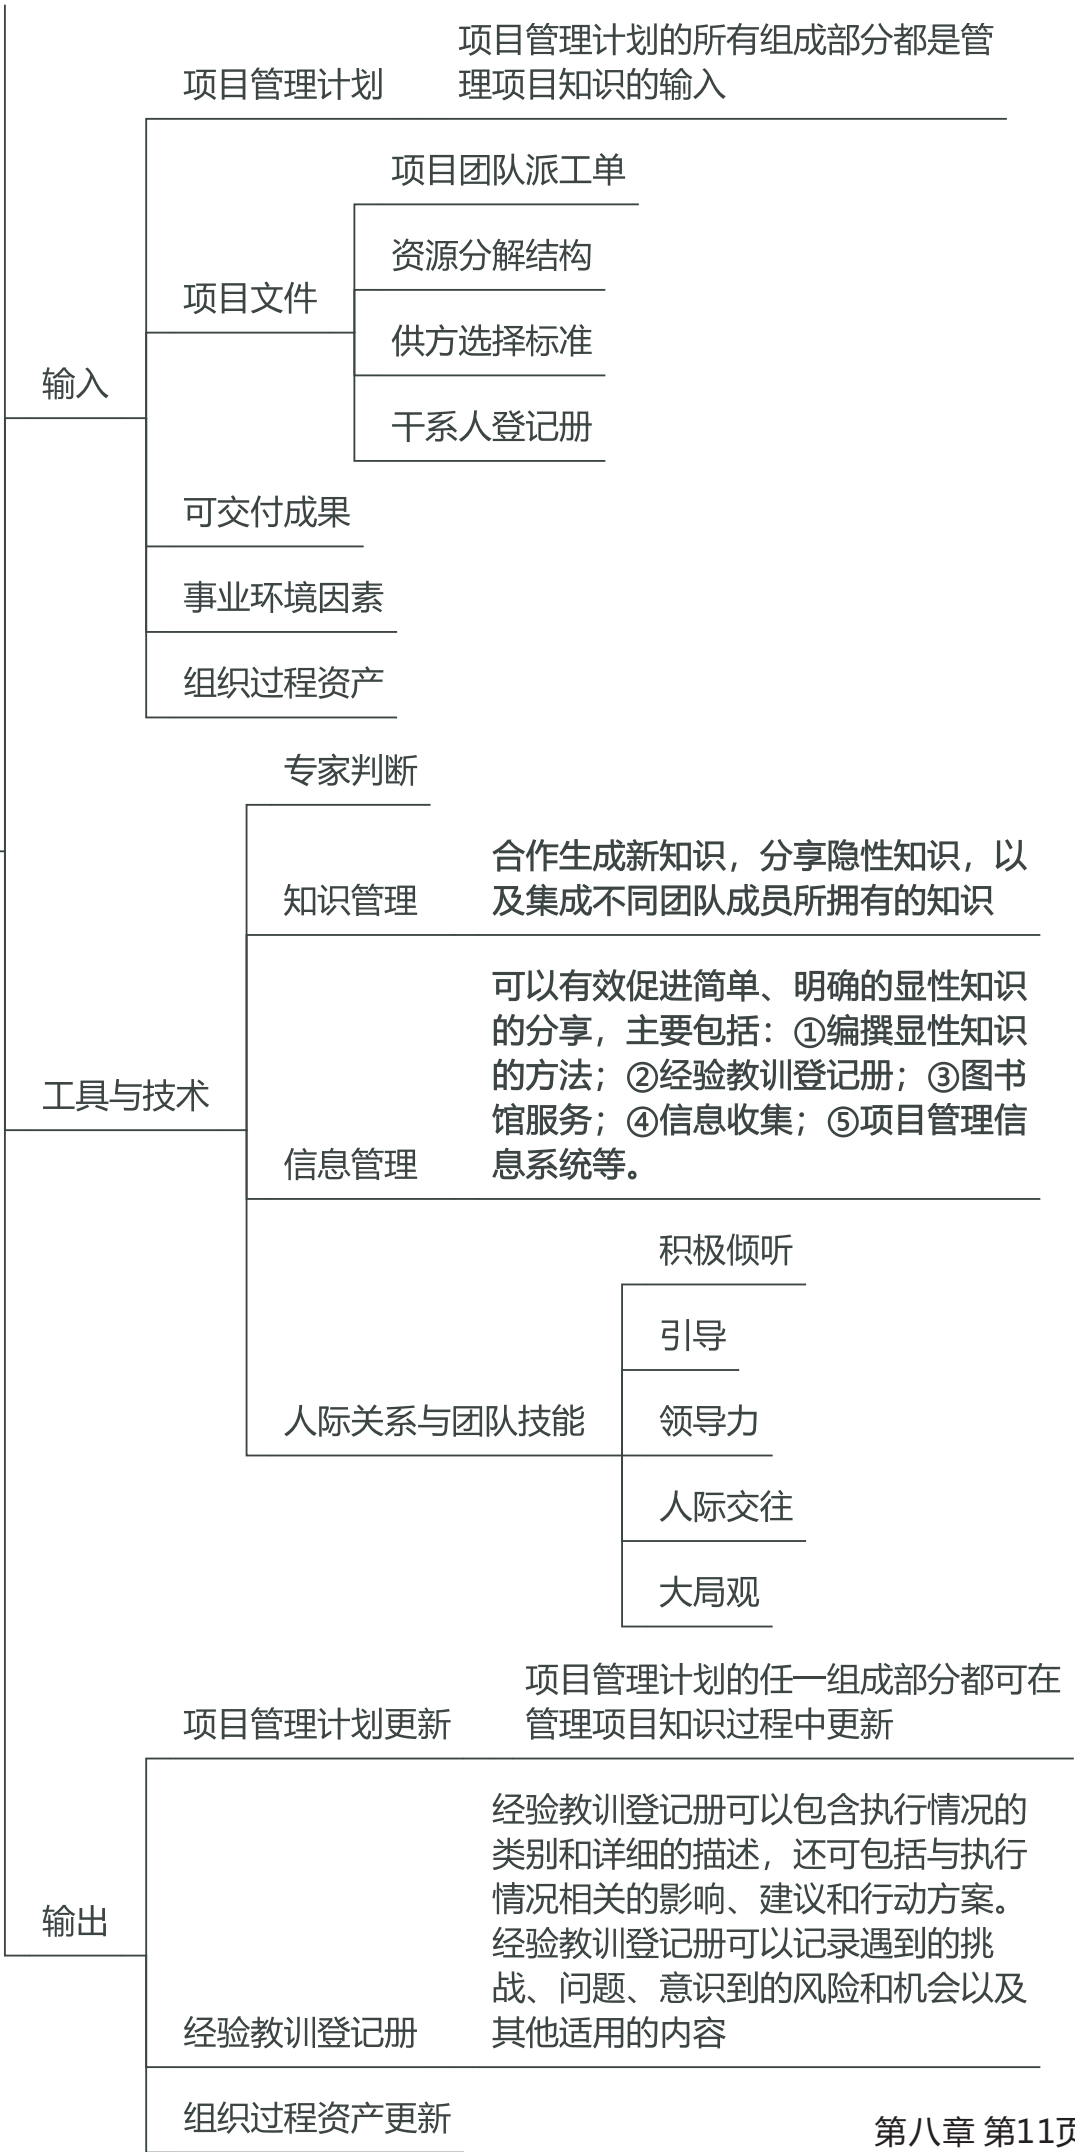 项目管理计划的所有组成部分都是管
项目管理计划
理项目知识的输入
项目团队派工单
资源分解结构
项目文件
供方选择标准
输入
干系人登记册
可交付成果
事业环境因素
组织过程资产
专家判断
合作生成新知识，分享隐性知识，以
知识管理
及集成不同团队成员所拥有的知识
可以有效促进简单、明确的显性知识
的分享，主要包括：①编撰显性知识
的方法；②经验教训登记册；③图书
工具与技术
馆服务；④信息收集；⑤项目管理信
信息管理
息系统等。
积极倾听
引导
人际关系与团队技能
领导力
人际交往
大局观
项目管理计划的任一组成部分都可在
项目管理计划更新
管理项目知识过程中更新
经验教训登记册可以包含执行情况的
类别和详细的描述，还可包括与执行
情况相关的影响、建议和行动方案。
输出
经验教训登记册可以记录遇到的挑
战、问题、意识到的风险和机会以及
经验教训登记册
其他适用的内容
组织过程资产更新
第八章 第11页